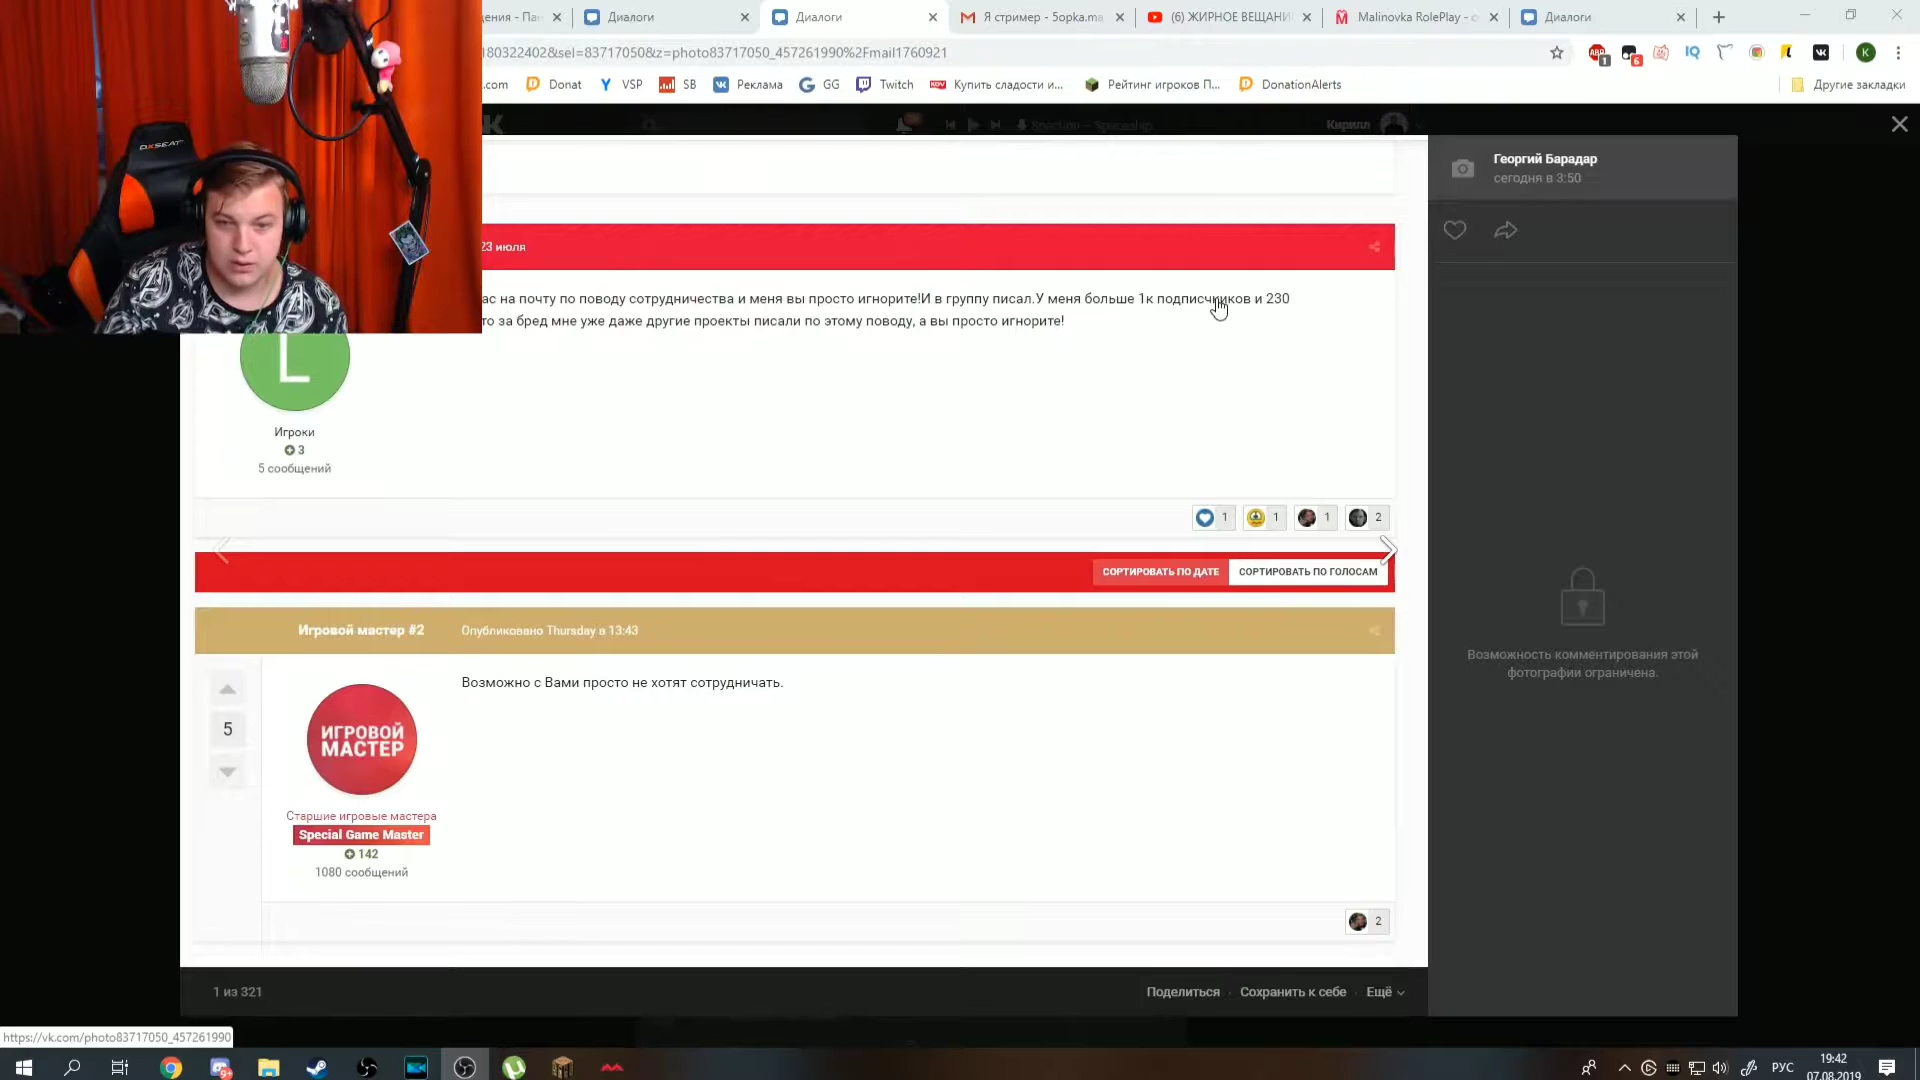 щения - Пан
Диалоги
Диалоги
Я стример - 5opka.ma
(6) ЖИРНОЕ ВЕЩАНИ
Malinovka RolePlay - с
Диалоги
180322402&sel=83717050&z=photo83717050_457261990%2Fmail1760921
.com
Donat
VSP
SB
Реклама
GG
Twitch
Купить сладости и...
Рейтинг игроков П...
DonationAlerts
Другие закладки
Кирилл
DXSEAT
Георгий Барадар
сегодня в 3:50
23 июля
ас на почту по поводу сотрудничества и меня вы просто игнорите!И в группу писал.У меня больше 1к подписчиков и 230
то за бред мне уже даже другие проекты писали по этому поводу, а вы просто игнорите!
L
Игроки
3
5 сообщений
1
1
1
2
СОРТИРОВАТЬ ПО ДАТЕ
СОРТИРОВАТЬ ПО ГОЛОСАМ
Игровой мастер #2
Опубликовано Thursday в 13:43
Возможно с Вами просто не хотят сотрудничать.
5
ИГРОВОЙ
МАСТЕР
Старшие игровые мастера
Special Game Master
142
1080 сообщений
2
Возможность комментирования этой
фотографии ограничена.
1 из 321
Поделиться
Сохранить к себе
Ещё
https://vk.com/photo83717050_457261990
РУС
19:42
07.08.2019